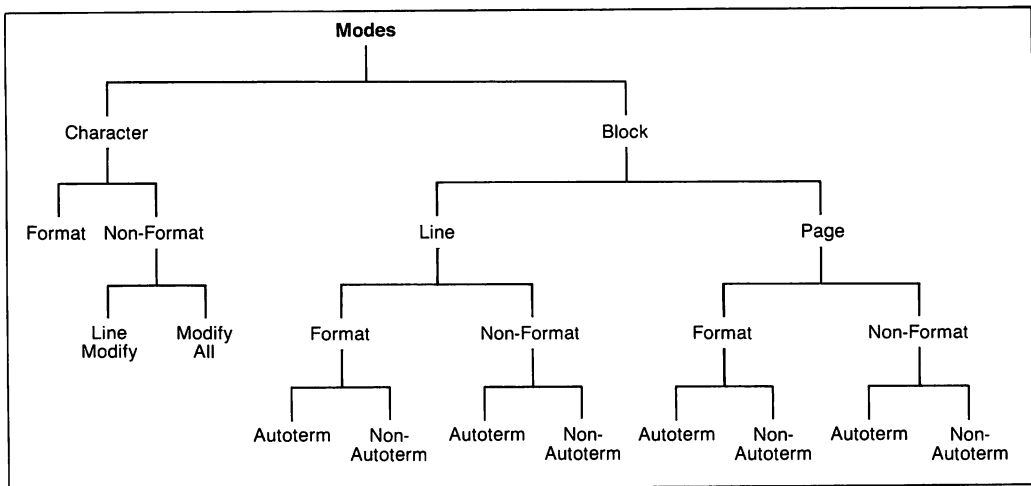 Modes
Character Block
Format Non-Format Line Page
Line
Modify Modify
All Format Non-Format Format Non-Format
Autoterm Non-
Autoterm Autoterm Non-
Autoterm Autoterm Non-
Autoterm Autoterm Non-
Autoterm